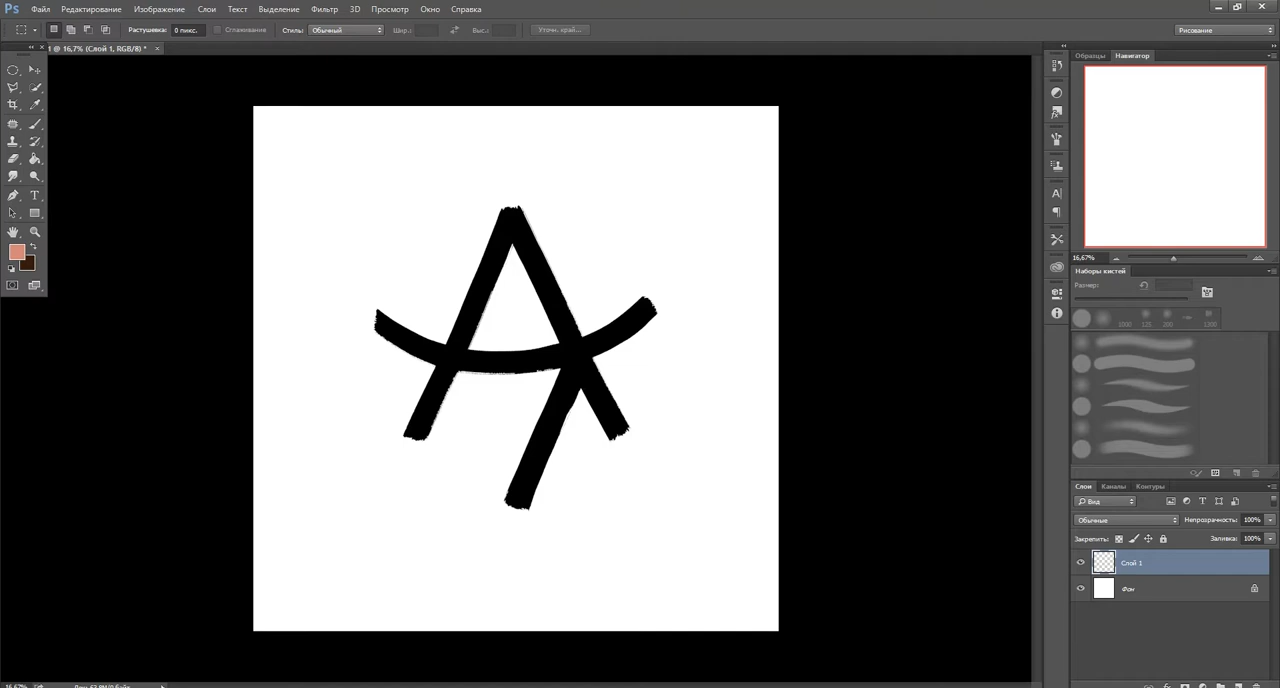 Ps Файл Редактирование Изображение Слои Текст Выделение Фильтр 3D Просмотр Окно Справка
Растушевка: 0 пикс. Сглаживание Стиль: Обычный Шир.: Выс.: Уточн. край... Рисование
1 @ 16,7% (Слой 1, RGB/8) * ×
Образцы Навигатор
A
16,67%
Наборы кистей
Размер:
1000 125 200 1200
Слои Каналы Контуры
Вид
Обычные Непрозрачность: 100%
Закрепить: Заливка: 100%
Слой 1
Фон
16,67%